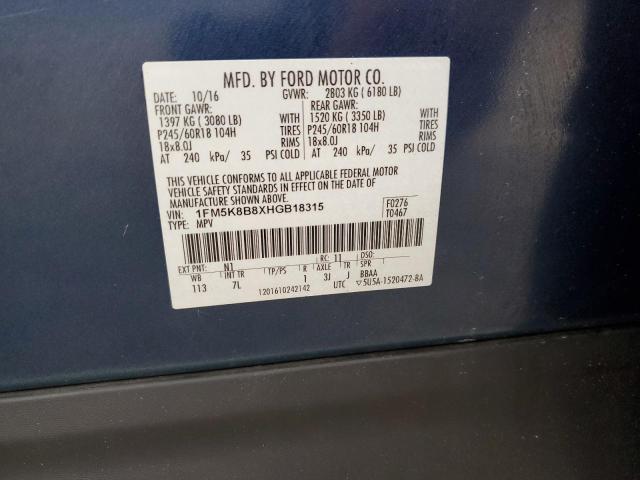 MFD. BY FORD MOTOR CO.
DATE: 10/16 GVWR: 2803 KG ( 6180 LB)
FRONT GAWR: REAR GAWR:
1397 KG ( 3080 LB) WITH 1520 KG ( 3350 LB) WITH
P245/60R18 104H TIRES P245/60R18 104H TIRES
18x8.0J RIMS 18x8.0J RIMS
AT 240 kPa/ 35 PSI COLD AT 240 kPa/ 35 PSI COLD
THIS VEHICLE CONFORMS TO ALL APPLICABLE FEDERAL MOTOR
VEHICLE SAFETY STANDARDS IN EFFECT ON THE DATE OF
MANUFACTURE SHOWN ABOVE.
VIN: 1FM5K8B8XHGB18315 F0276
TYPE: MPV T0467
EXT PNT: N1 RC: 11 DSO:
WB INT TR TP/PS R AXLE TR BBAA
113 7L 1 3J J
1201610242142 UTC ▽5U5A-1520472-BA